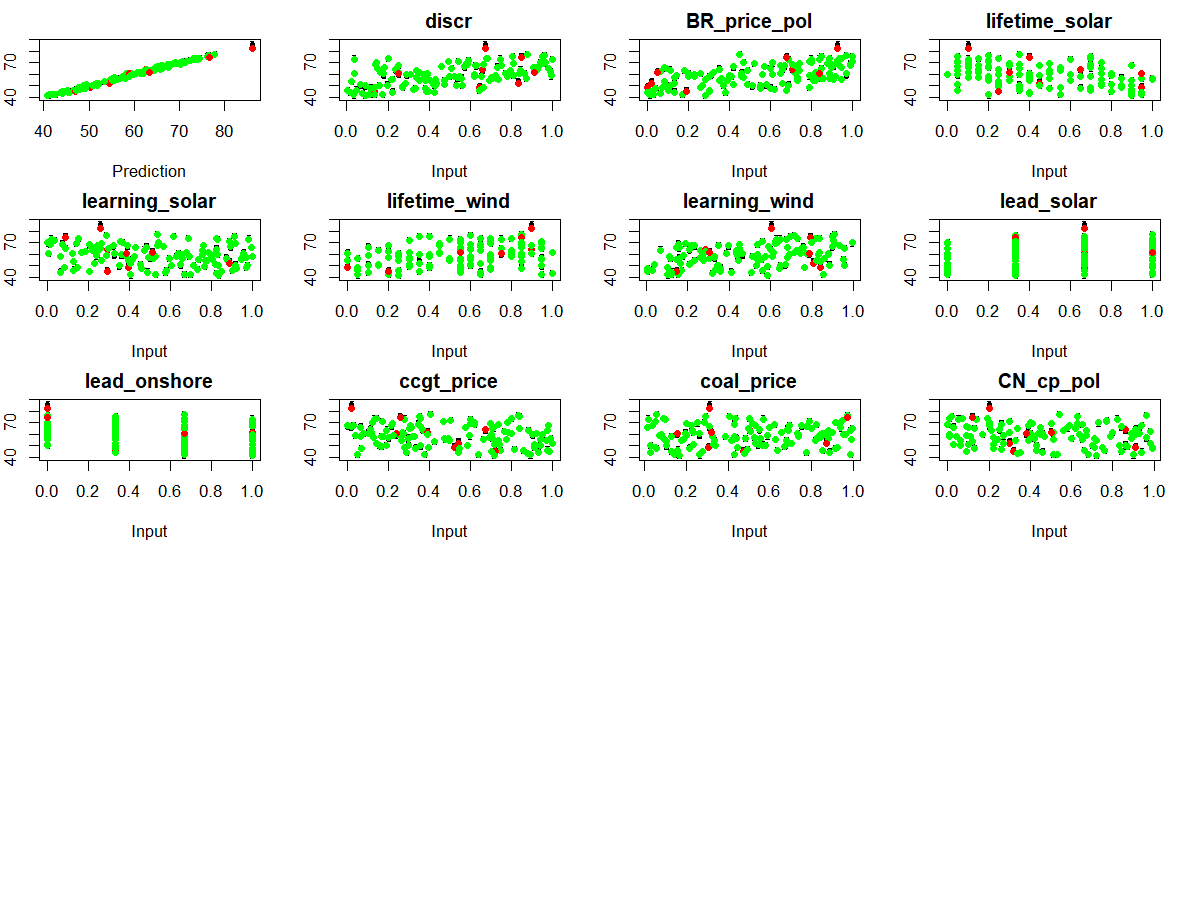 discr BR_price_pol lifetime_solar
40 70
40 70
40 70
40 70
40 50 60 70 80
0.0 0.2 0.4 0.6 0.8 1.0
0.0 0.2 0.4 0.6 0.8 1.0
0.0 0.2 0.4 0.6 0.8 1.0
Prediction Input Input Input
learning_solar lifetime_wind learning_wind lead_solar
40 70
40 70
40 70
40 70
0.0 0.2 0.4 0.6 0.8 1.0
0.0 0.2 0.4 0.6 0.8 1.0
0.0 0.2 0.4 0.6 0.8 1.0
0.0 0.2 0.4 0.6 0.8 1.0
Input Input Input Input
lead_onshore ccgt_price coal_price CN_cp_pol
40 70
40 70
40 70
40 70
0.0 0.2 0.4 0.6 0.8 1.0
0.0 0.2 0.4 0.6 0.8 1.0
0.0 0.2 0.4 0.6 0.8 1.0
0.0 0.2 0.4 0.6 0.8 1.0
Input Input Input Input